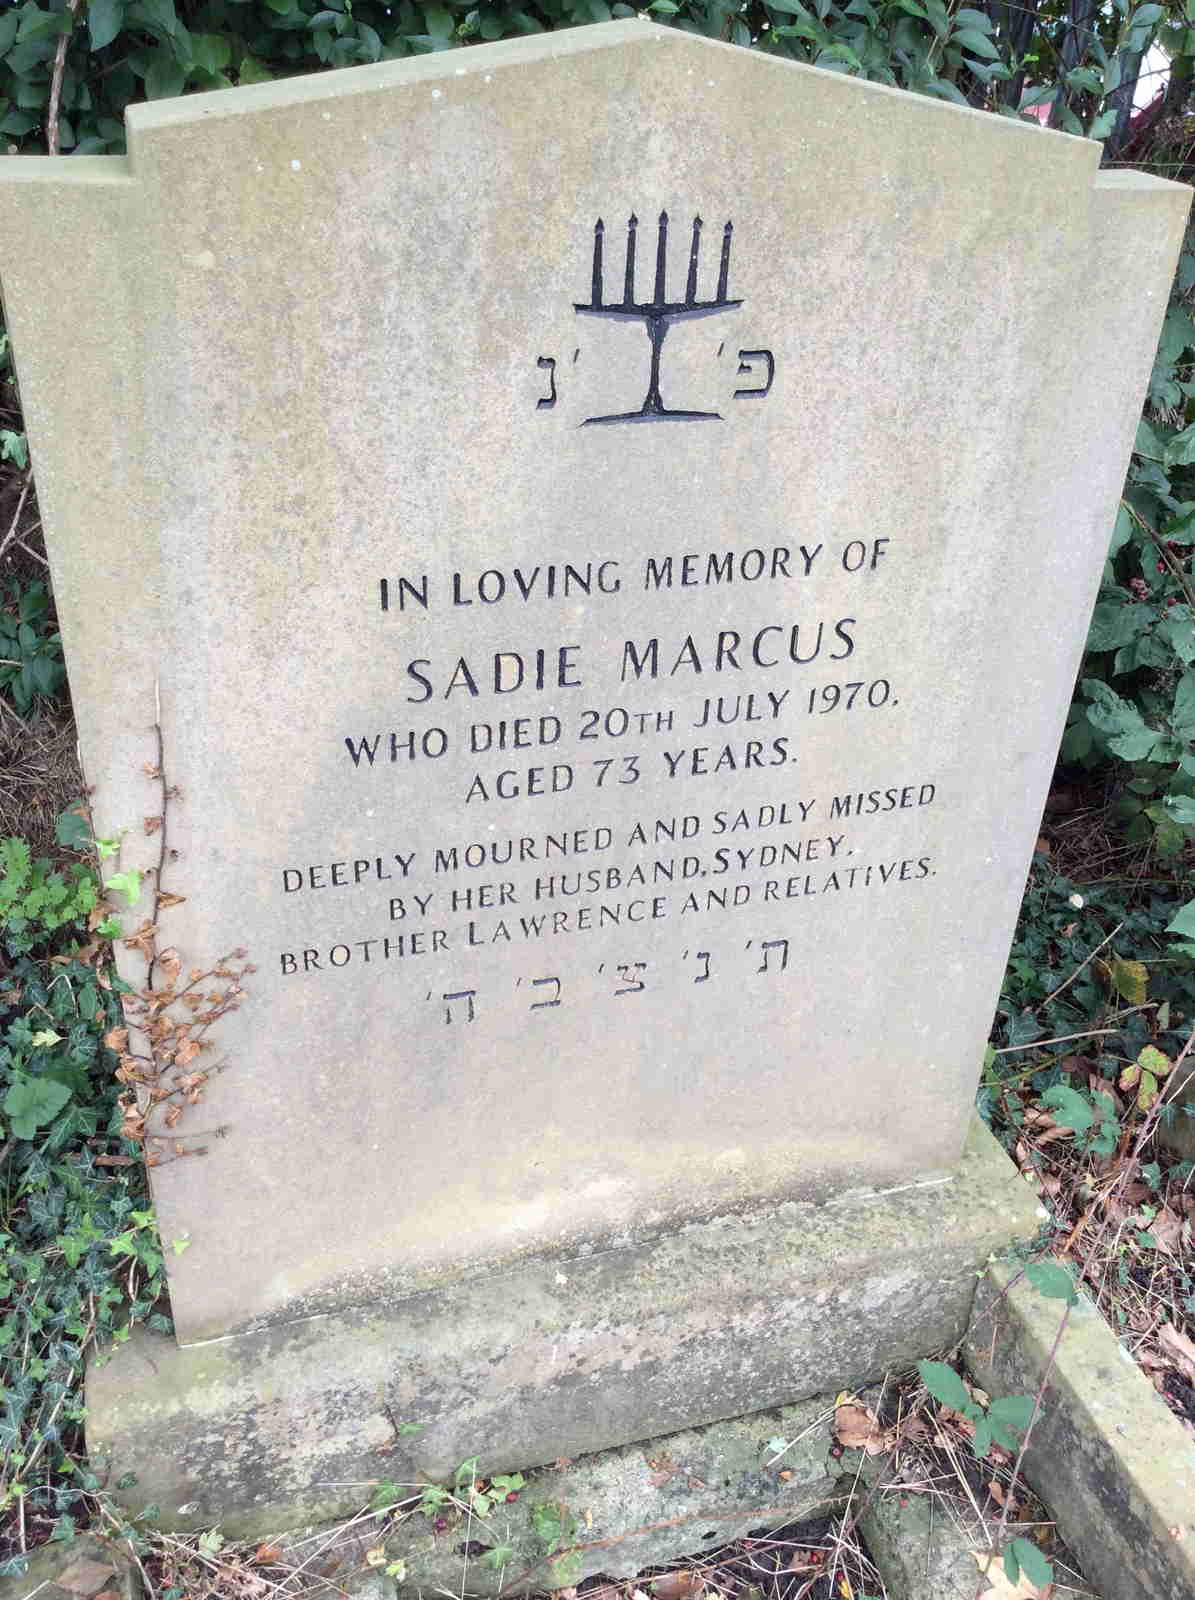 פ׳ נ׳
IN LOVING MEMORY OF
SADIE MARCUS
WHO DIED 20TH JULY 1970.
AGED 73 YEARS.
DEEPLY MOURNED AND SADLY MISSED
BY HER HUSBAND, SYDNEY,
BROTHER LAWRENCE AND RELATIVES.
ת׳ נ׳ צ׳ ב׳ ה׳